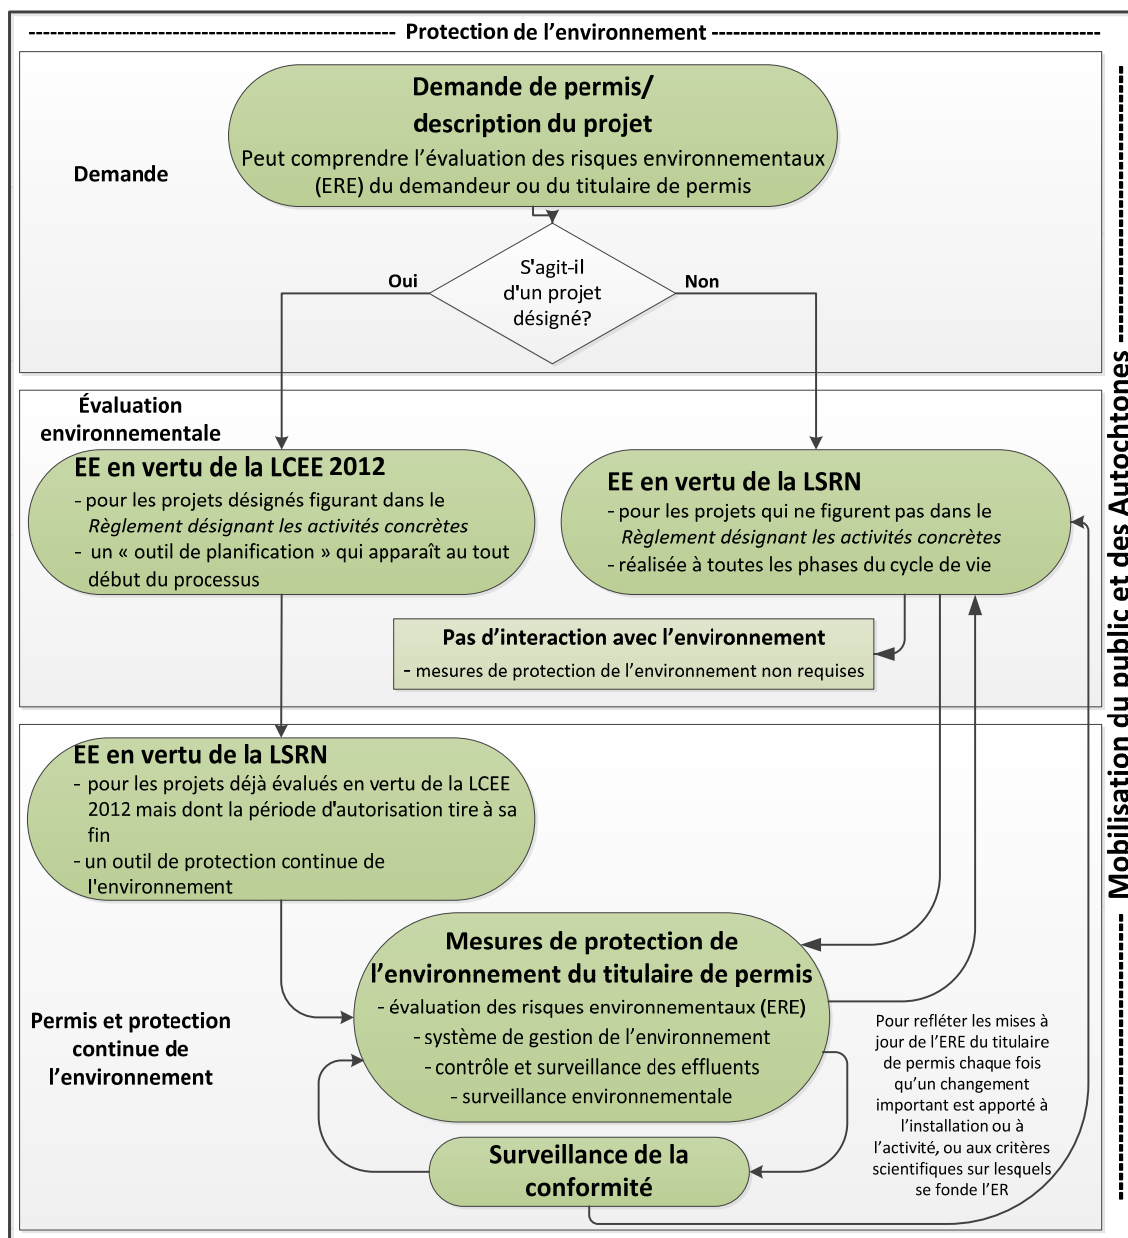 Protection de l'environnement
Demande de permis/
description du projet
Peut comprendre l'évaluation des risques environnementaux
(ERE) du demandeur ou du titulaire de permis
Demande
S'agit-il
d'un projet
désigné?
Oui
Non
Évaluation
environnementale
EE en vertu de la LCEE 2012
- pour les projets désignés figurant dans le
Règlement désignant les activités concrètes
- un « outil de planification » qui apparaît au tout
début du processus
EE en vertu de la LSRN
- pour les projets qui ne figurent pas dans le
Règlement désignant les activités concrètes
- réalisée à toutes les phases du cycle de vie
Pas d'interaction avec l'environnement
- mesures de protection de l'environnement non requises
EE en vertu de la LSRN
- pour les projets déjà évalués en vertu de la LCEE
2012 mais dont la période d'autorisation tire à sa
fin
- un outil de protection continue de
l'environnement
Mesures de protection de
l'environnement du titulaire de permis
- évaluation des risques environnementaux (ERE)
- système de gestion de l'environnement
- contrôle et surveillance des effluents
- surveillance environnementale
Permis et protection
continue de
l'environnement
Pour refléter les mises à
jour de l'ERE du titulaire
de permis chaque fois
qu'un changement
important est apporté à
l'installation ou à
l'activité, ou aux critères
scientifiques sur lesquels
se fonde l'ER
Surveillance de la
conformité
Mobilisation du public et des Autochtones